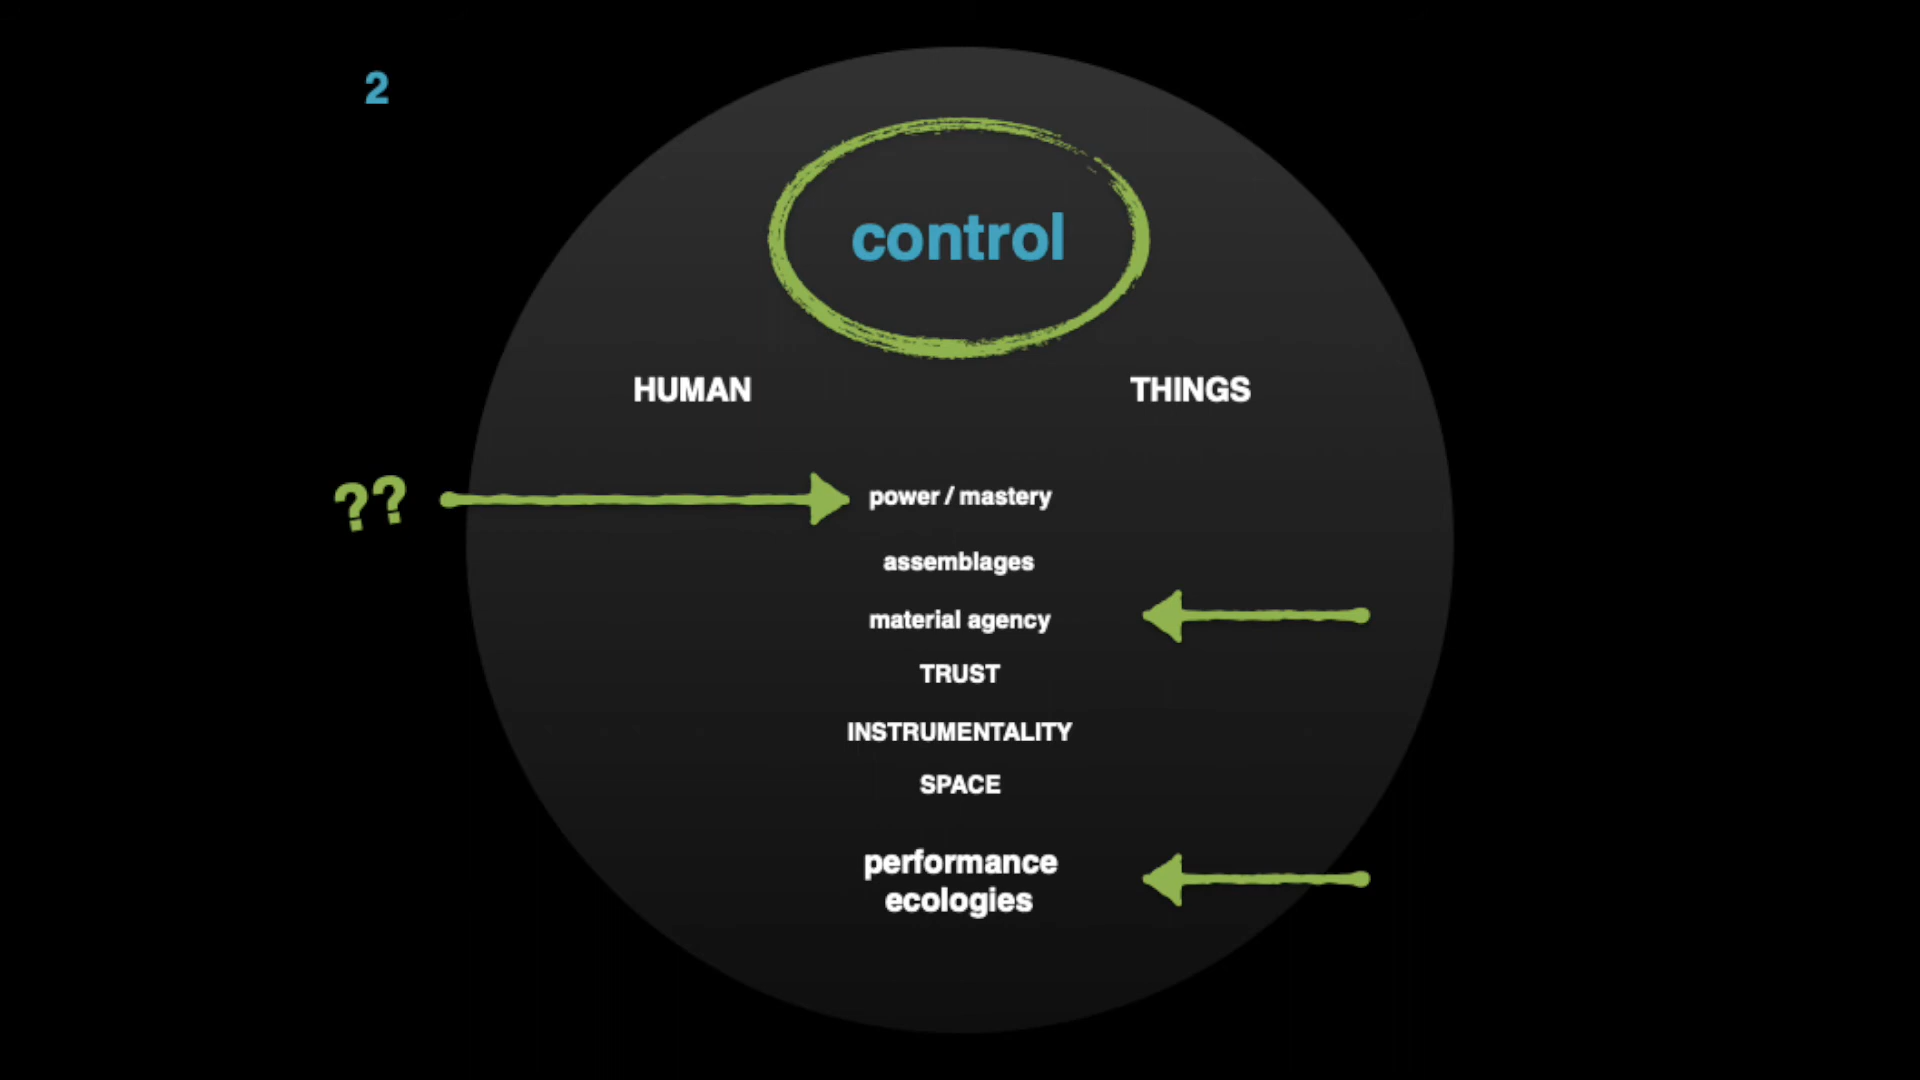 2
control
HUMAN THINGS
?? power / mastery
assemblages
material agency
TRUST
INSTRUMENTALITY
SPACE
performance
ecologies